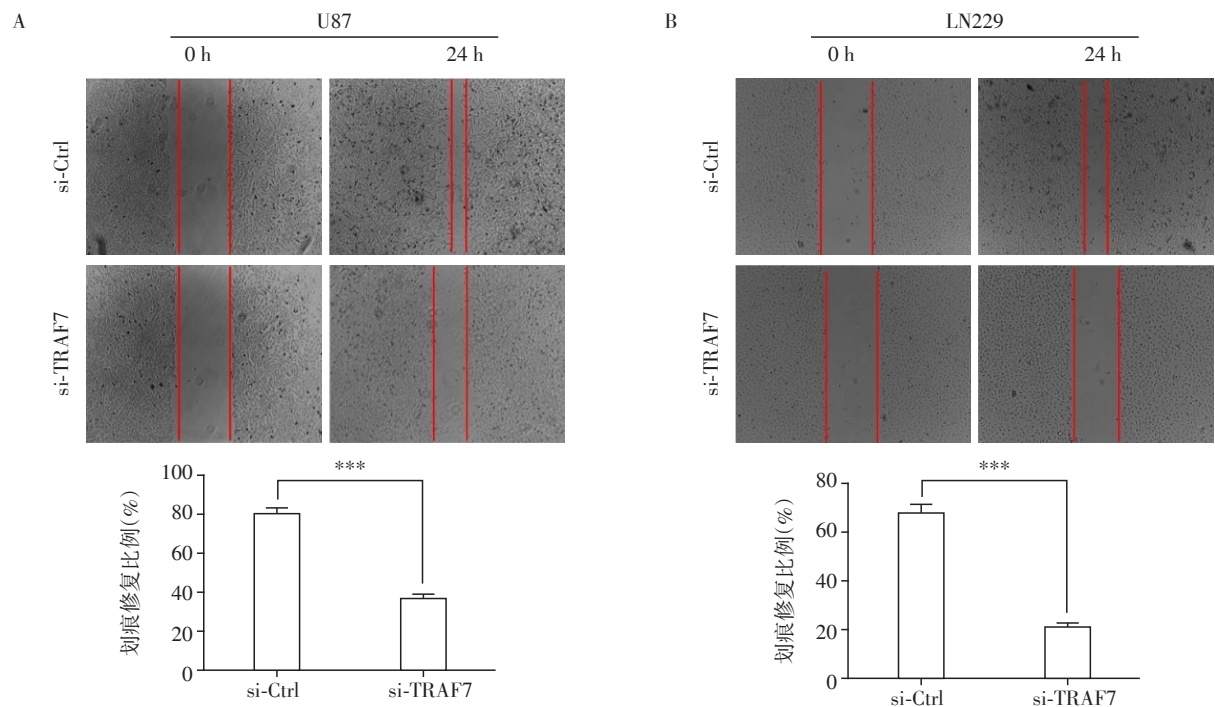 A
U87
0 h
24 h
si-Ctrl
si-TRAF7
***
划痕修复比例(%)
100
80
60
40
20
0
si-Ctrl
si-TRAF7
B
LN229
0 h
24 h
si-Ctrl
si-TRAF7
***
划痕修复比例(%)
80
60
40
20
0
si-Ctrl
si-TRAF7